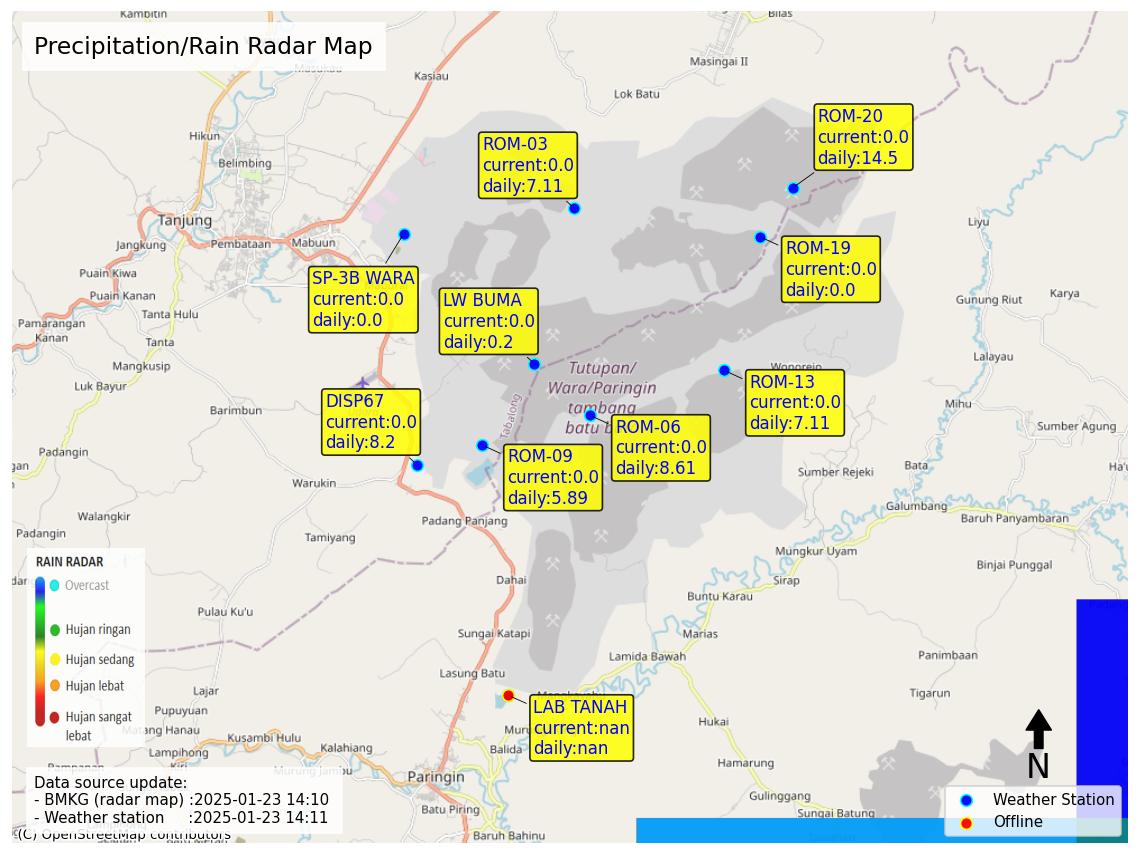 Precipitation/Rain Radar Map
Kambitin
Bilas
Masingai II
Kasiau
Lok Batu
Hikun
Belimbing
Tanjung
Jangkung
Pembataan
Mabuun
Puain Kiwa
Puain Kanan
Tanta Hulu
Pamarangan
Kanan
Tanta
Mangkusip
Luk Bayur
Barimbun
Padangin
Warukin
Walangkir
Padangin
Tamiyang
Padang Panjang
Pulau Ku'u
Dahai
Sungai Katapi
Lasung Batu
Lajar
Pupuyuan
Matang Hanau
Lampihong
Kusambi Hulu
Kalahiang
Murung Jambu
Paringin
Batu Piring
Baruh Bahinu
Balida
Liyu
Gunung Riut
Karya
Lalayau
Mihu
Sumber Agung
Bata
Sumber Rejeki
Wonorejo
Galumbang
Baruh Panyambaran
Mungkur Uyam
Binjai Punggal
Sirap
Buntu Karau
Marias
Lamida Bawah
Panimbaan
Tigarun
Hukai
Hamarung
Gulinggang
Sungai Batung
Tabalong
Tutupan/
Wara/Paringin
tambang
batu
ROM-03
current:0.0
daily:7.11
ROM-20
current:0.0
daily:14.5
ROM-19
current:0.0
daily:0.0
SP-3B WARA
current:0.0
daily:0.0
LW BUMA
current:0.0
daily:0.2
ROM-13
current:0.0
daily:7.11
DISP67
current:0.0
daily:8.2
ROM-06
current:0.0
daily:8.61
ROM-09
current:0.0
daily:5.89
LAB TANAH
current:nan
daily:nan
RAIN RADAR
Overcast
Hujan ringan
Hujan sedang
Hujan lebat
Hujan sangat
lebat
Data source update:
- BMKG (radar map) :2025-01-23 14:10
- Weather station :2025-01-23 14:11
(C) OpenStreetMap contributors
N
Weather Station
Offline